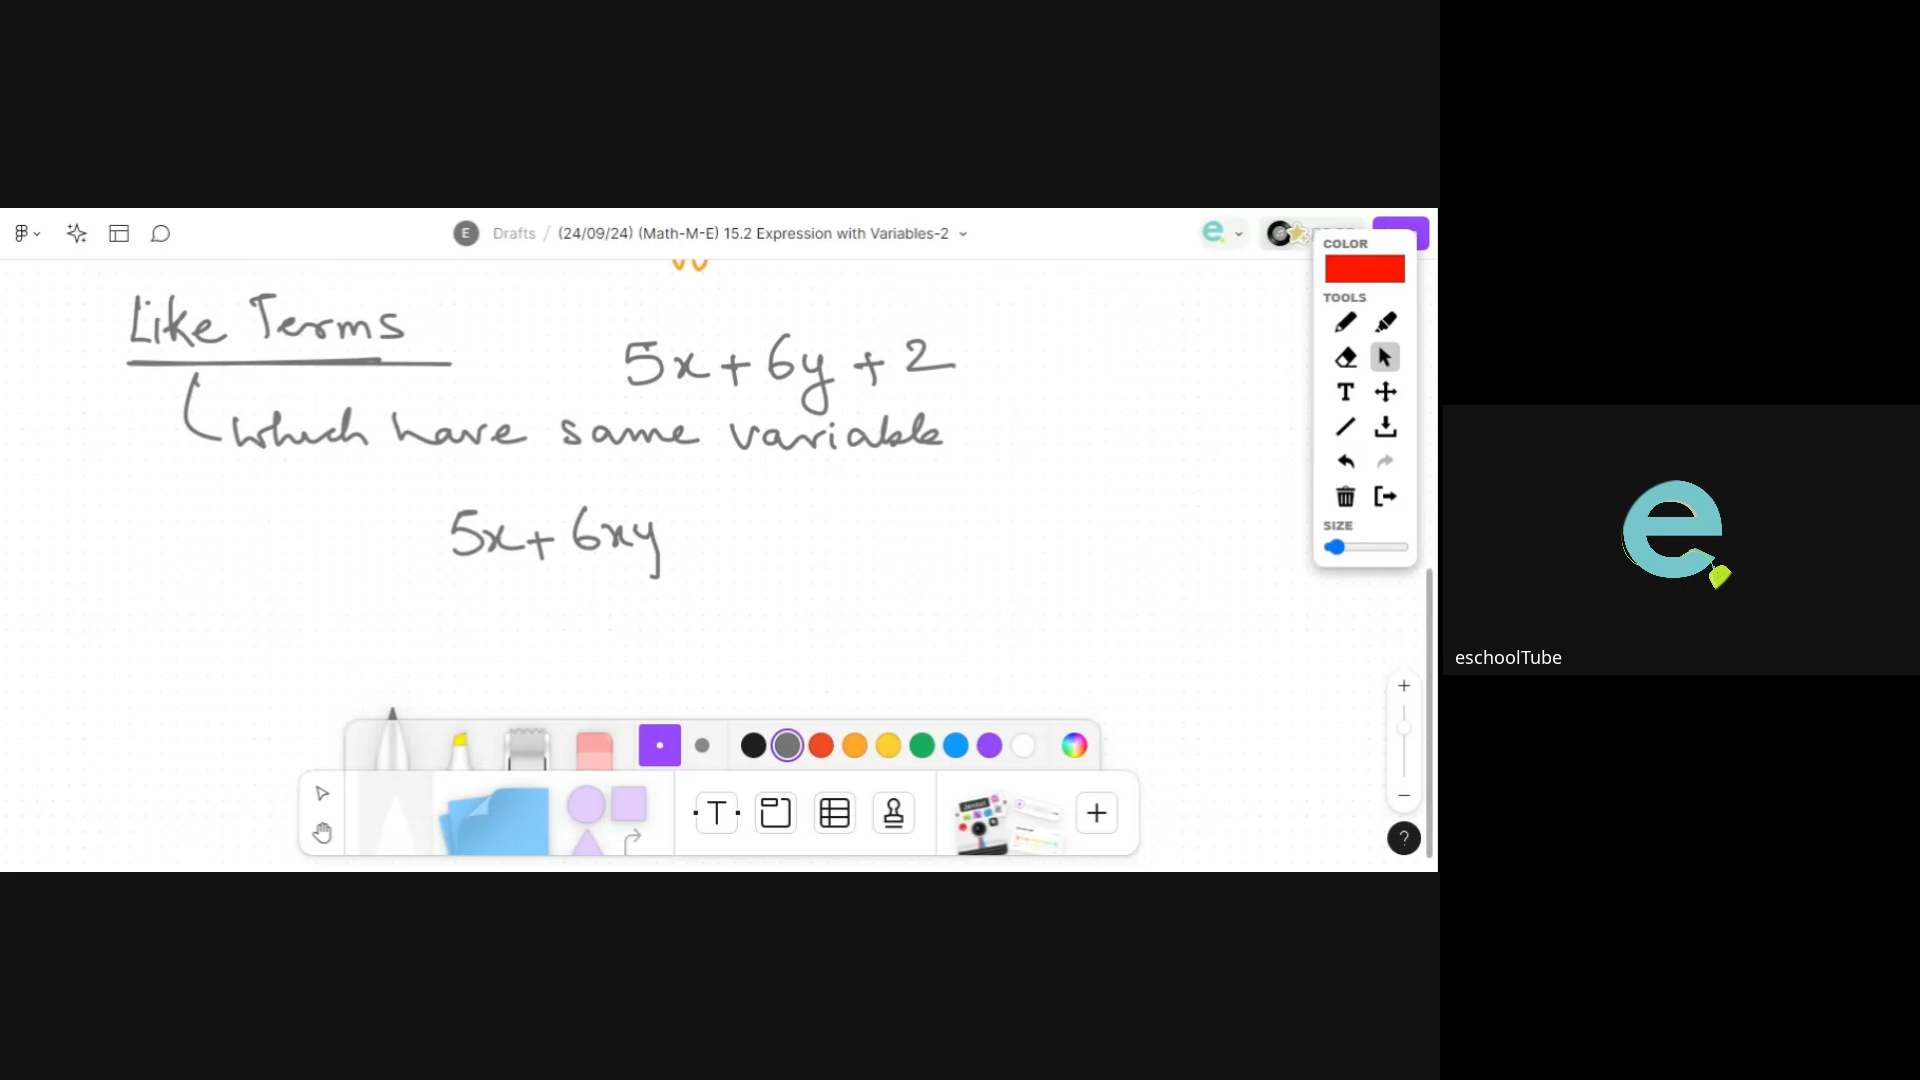 E Drafts / (24/09/24) (Math-M-E) 15.2 Expression with Variables-2
COLOR
TOOLS
T
SIZE
Like Terms
5x + 6y + 2
which have same variable
5x + 6xy
T
+
−
?
eschoolTube